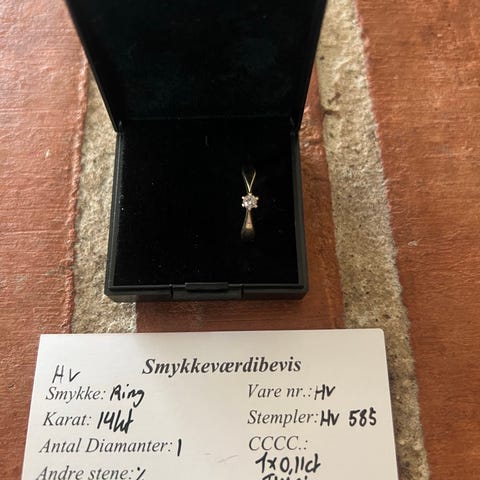 Smykkeværdibevis
HV
Smykke: Ring Vare nr.: HV
Karat: 14kt Stempler: HV 585
Antal Diamanter: 1 CCCC.:
Andre stene: % 1x0,11ct